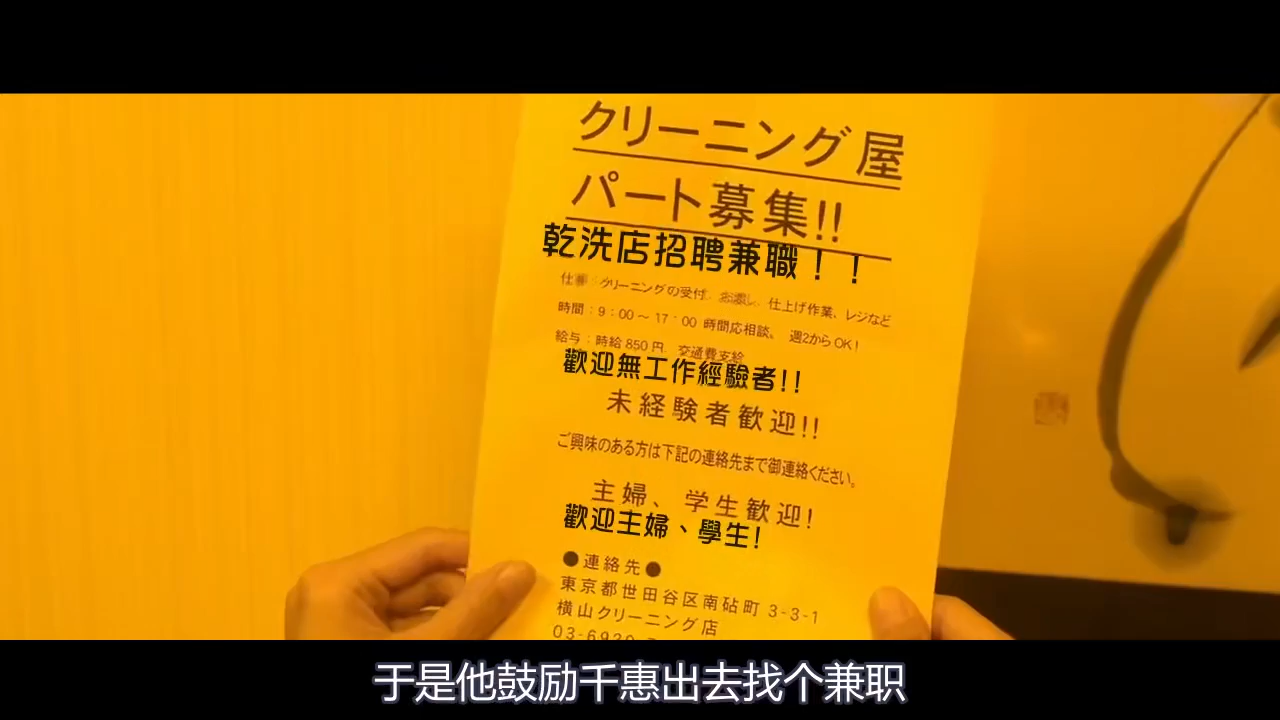 クリーニング屋
パート募集!!
乾洗店招聘兼職！！
仕事：クリーニングの受付、お渡し、仕上げ作業、レジなど
時間：9：00～17：00 時間応相談。 週2からOK!
給与：時給850円 交通費支給
歡迎無工作經驗者!!
未経験者歓迎!!
ご興味のある方は下記の連絡先まで御連絡ください。
主婦、学生歓迎!
歡迎主婦、學生!
●連絡先●
東京都世田谷区南砧町 3-3-1
横山クリーニング店
03-6920
于是他鼓励千惠出去找个兼职